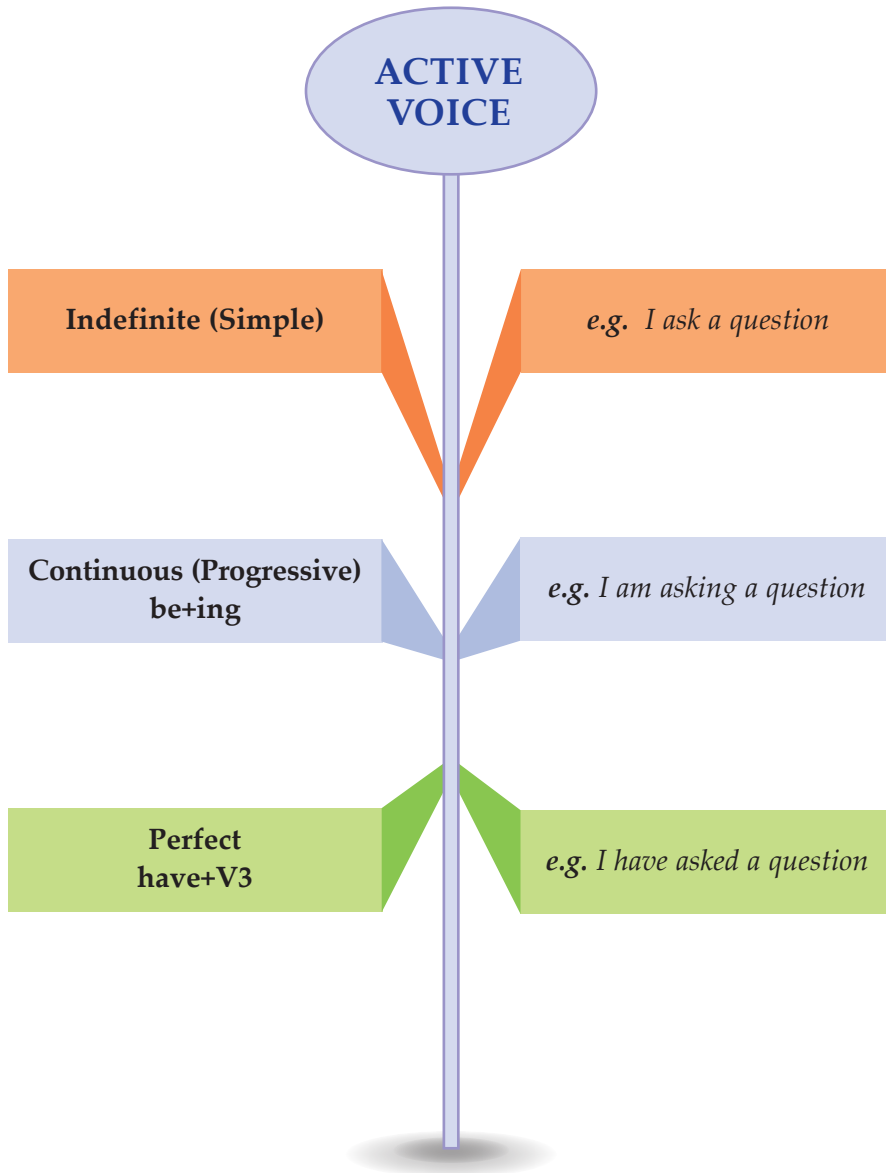 ACTIVE
VOICE
Indefinite (Simple)
e.g. I ask a question
Continuous (Progressive)
be+ing
e.g. I am asking a question
Perfect
have+V3
e.g. I have asked a question